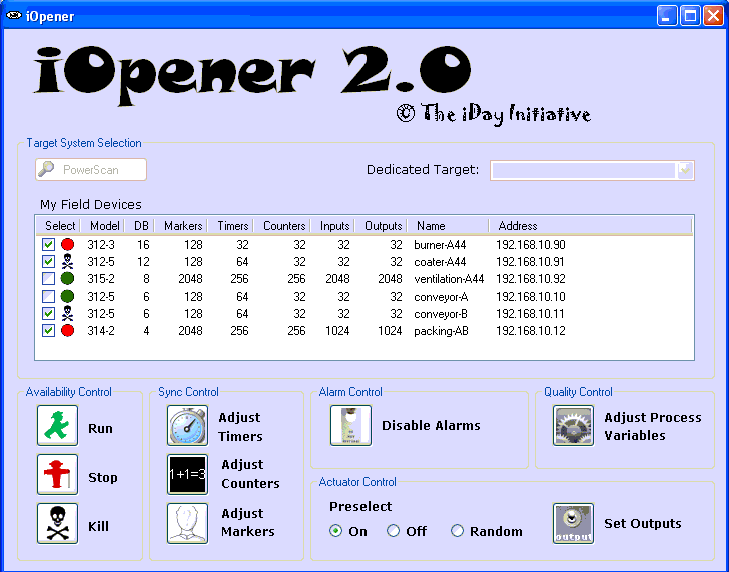 iOpener
iOpener 2.0
© The iDay Initiative
Target System Selection
PowerScan
Dedicated Target:
My Field Devices
Select Model DB Markers Timers Counters Inputs Outputs Name Address
312-3 16 128 32 32 32 32 burner-A44 192.168.10.90
312-5 12 128 64 32 32 32 coater-A44 192.168.10.91
315-2 8 2048 256 256 2048 2048 ventilation-A44 192.168.10.92
312-5 6 128 32 32 32 32 conveyor-A 192.168.10.10
312-5 6 128 64 32 32 32 conveyor-B 192.168.10.11
314-2 4 2048 256 256 1024 1024 packing-AB 192.168.10.12
Availability Control
Run
Stop
Kill
Sync Control
Adjust
Timers
1+1=3
Adjust
Counters
Adjust
Markers
Alarm Control
Disable Alarms
Quality Control
Adjust Process
Variables
Actuator Control
Preselect
On Off Random
output
Set Outputs